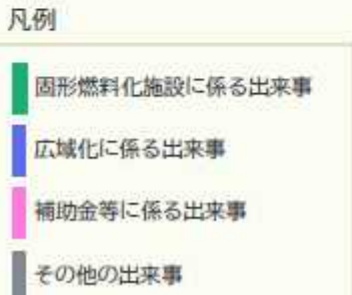 凡例
固形燃料化施設に係る出来事
広域化に係る出来事
補助金等に係る出来事
その他の出来事